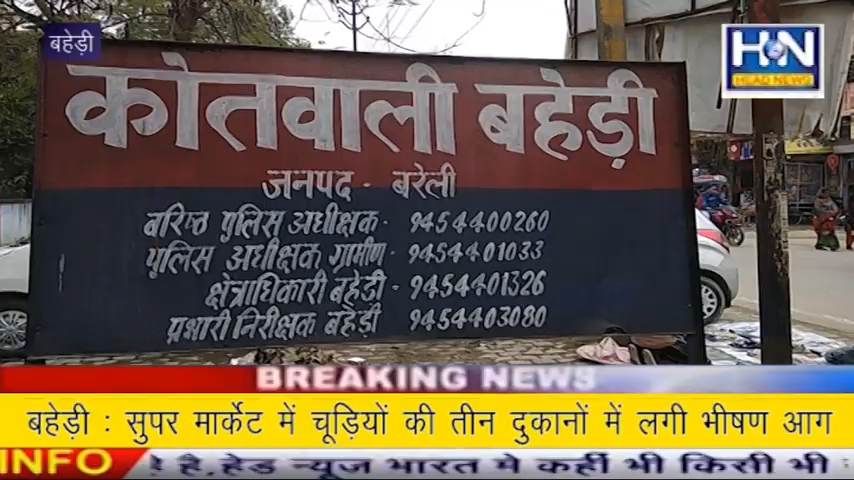 बहेड़ी
HN
HEAD NEWS
कोतवाली बहेड़ी
जनपद - बरेली
बरिष्ठ पुलिस अधीक्षक - 9454400260
पुलिस अधीक्षक ग्रामीण - 9454401033
क्षेत्राधिकारी बहेड़ी - 9454401326
प्रभारी निरीक्षक बहेड़ी - 9454403080
BREAKING NEWS
बहेड़ी : सुपर मार्केट में चूड़ियों की तीन दुकानों में लगी भीषण आग
INFO
है.हेड न्यूज भारत मे कहीं भी किसी भी